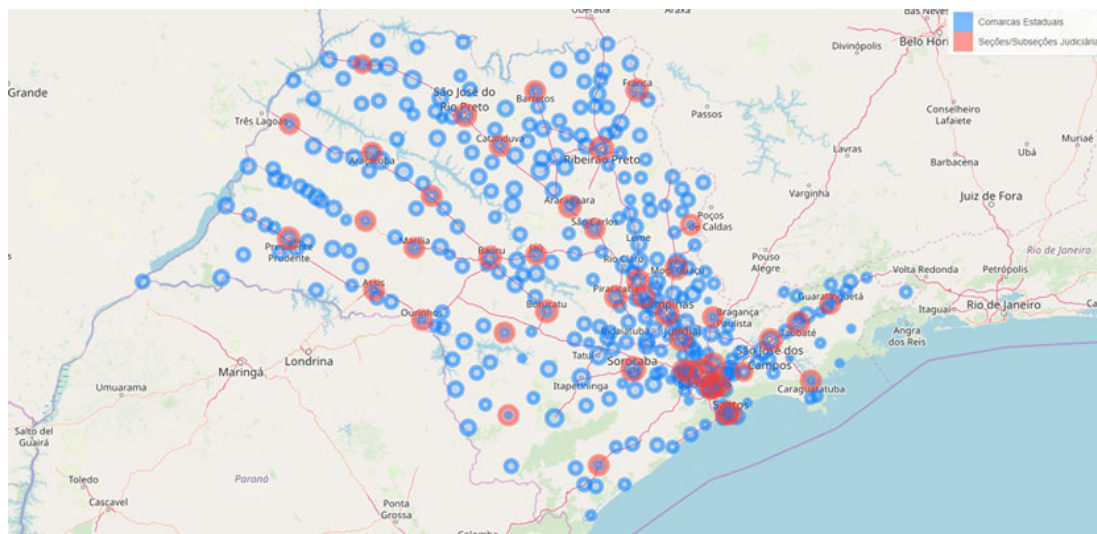 Uberaba
Araxá
das Neves
Belo Hori
Comarcas Estaduais
Seções/Subseções Judiciária
Divinópolis
Grande
São José do
Rio Preto
Barretos
Franca
Passos
Conselheiro
Lafaiete
Muriaé
Três Lagoas
Catanduva
Ribeirão Preto
Lavras
Barbacena
Ubá
Araçatuba
Juiz de Fora
Varginha
Araraquara
São Carlos
Poços
de Caldas
Leme
Presidente
Prudente
Marília
Bauru
Jaú
Rio Claro
Mogi Guaçu
Pouso
Alegre
Volta Redonda
Petrópolis
Rio de Janeiro
Assis
Piracicaba
mpinas
Guaratinguetá
Itaguaí
Rio de Janeiro
Ourinhos
Botucatu
Indaiatuba
Jundiaí
Bragança
Paulista
Taubaté
Angra
dos Reis
Londrina
Maringá
Tatuí
Sorocaba
São José dos
Campos
Umuarama
Itapetininga
Caraguatatuba
Santos
Salto del
Guairá
Toledo
Cascavel
Paraná
Ponta
Grossa